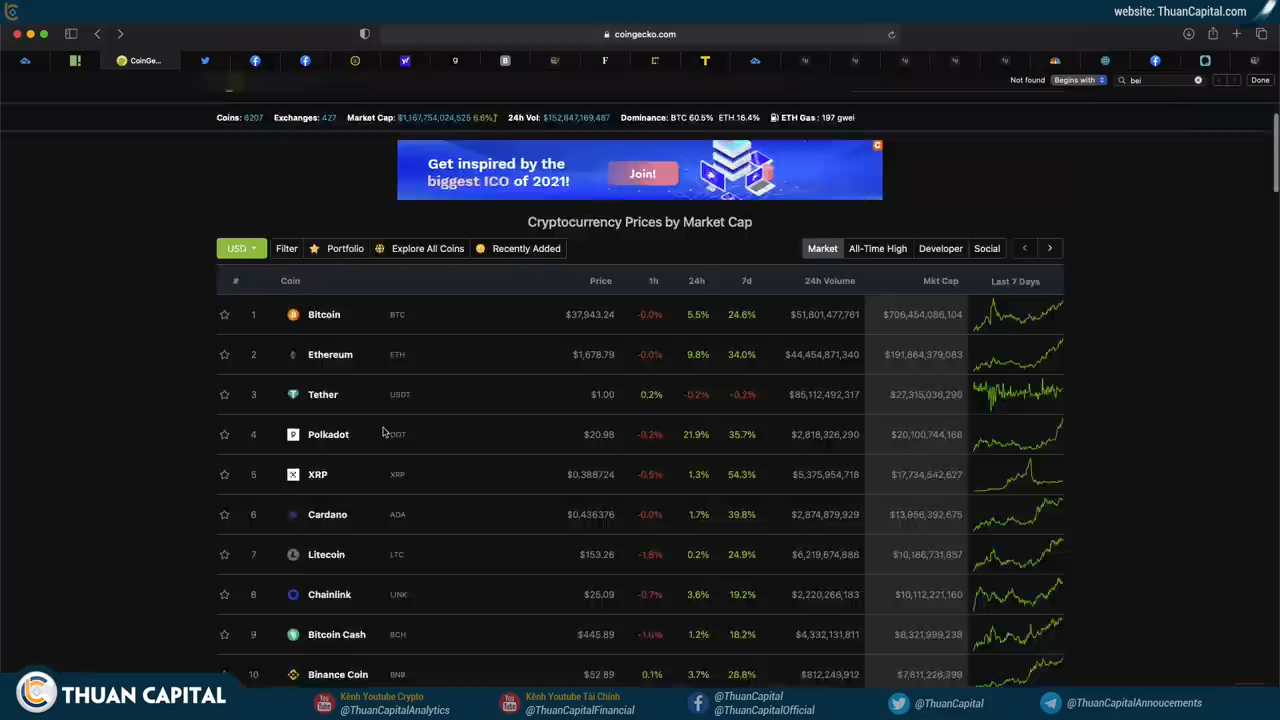 website: ThuanCapital.com
coingecko.com
CoinGe...
Not found Begins with bei Done
Coins: 6207 Exchanges: 427 Market Cap: $1,167,754,024,525 6.6%↑ 24h Vol: $152,847,169,487 Dominance: BTC 60.5% ETH 16.4% ETH Gas: 197 gwei
Get inspired by the
biggest ICO of 2021!
Join!
Cryptocurrency Prices by Market Cap
USD Filter Portfolio Explore All Coins Recently Added Market All-Time High Developer Social
# Coin Price 1h 24h 7d 24h Volume Mkt Cap Last 7 Days
1 Bitcoin BTC $37,943.24 -0.0% 5.5% 24.6% $51,801,477,761 $706,454,086,104
2 Ethereum ETH $1,678.79 -0.0% 9.8% 34.0% $44,454,871,340 $191,864,379,083
3 Tether USDT $1.00 0.2% -0.2% -0.2% $85,112,492,317 $27,315,036,290
4 Polkadot DOT $20.98 -0.2% 21.9% 35.7% $2,818,326,290 $20,100,744,168
5 XRP XRP $0.388724 -0.5% 1.3% 54.3% $5,375,954,718 $17,734,542,627
6 Cardano ADA $0.436376 -0.0% 1.7% 39.8% $2,874,879,929 $13,956,392,675
7 Litecoin LTC $153.26 -1.8% 0.2% 24.9% $6,219,674,888 $10,186,731,857
8 Chainlink LINK $25.09 -0.7% 3.6% 19.2% $2,220,266,183 $10,112,221,160
9 Bitcoin Cash BCH $445.89 -1.0% 1.2% 18.2% $4,332,131,811 $8,321,999,238
10 Binance Coin BNB $52.89 0.1% 3.7% 28.8% $812,249,912 $7,811,226,399
THUAN CAPITAL
Kênh Youtube Crypto
@ThuanCapitalAnalytics
Kênh Youtube Tài Chính
@ThuanCapitalFinancial
@ThuanCapital
@ThuanCapitalOfficial
@ThuanCapital
@ThuanCapitalAnnoucements